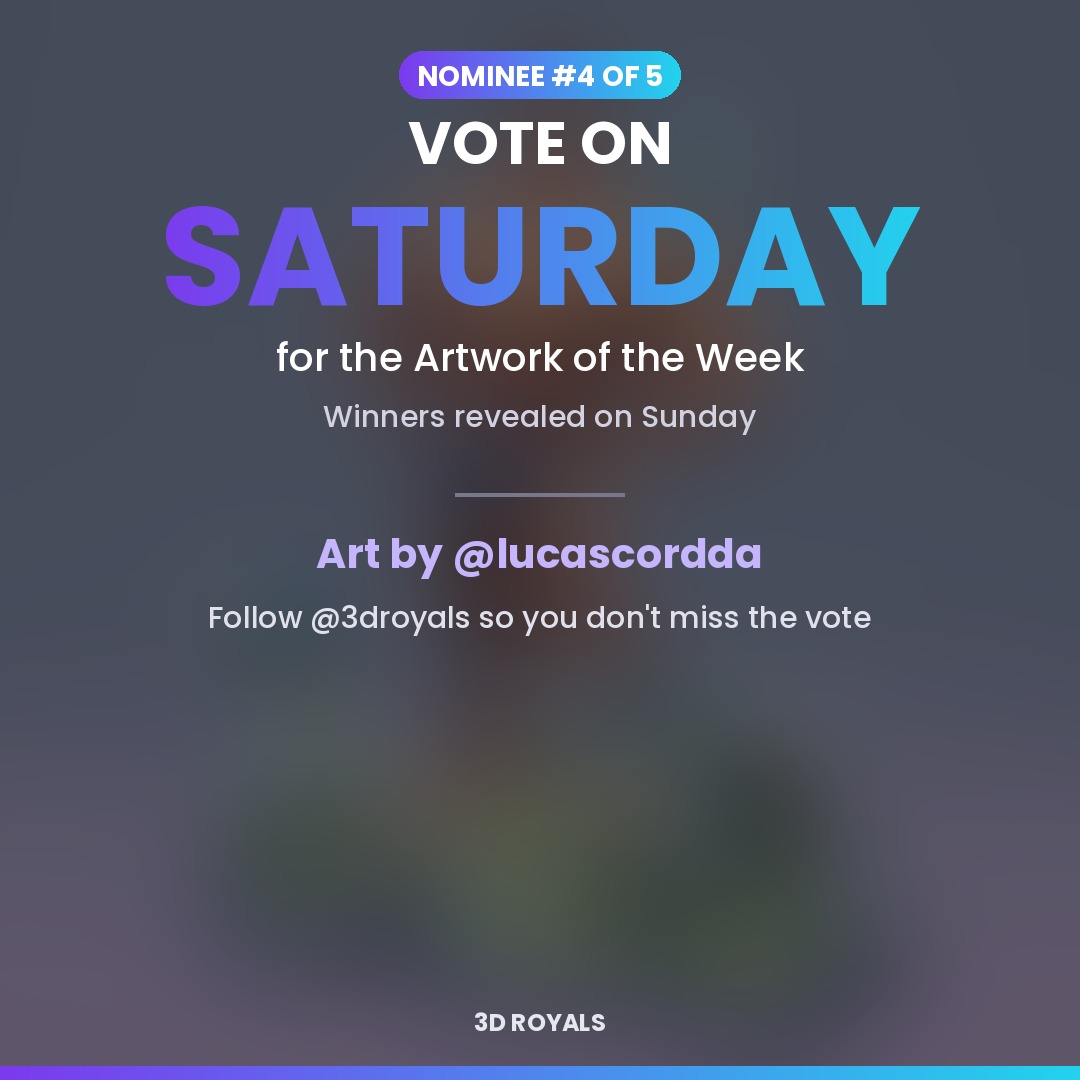 NOMINEE #4 OF 5
VOTE ON
SATURDAY
for the Artwork of the Week
Winners revealed on Sunday
Art by @lucascordda
Follow @3droyals so you don't miss the vote
3D ROYALS